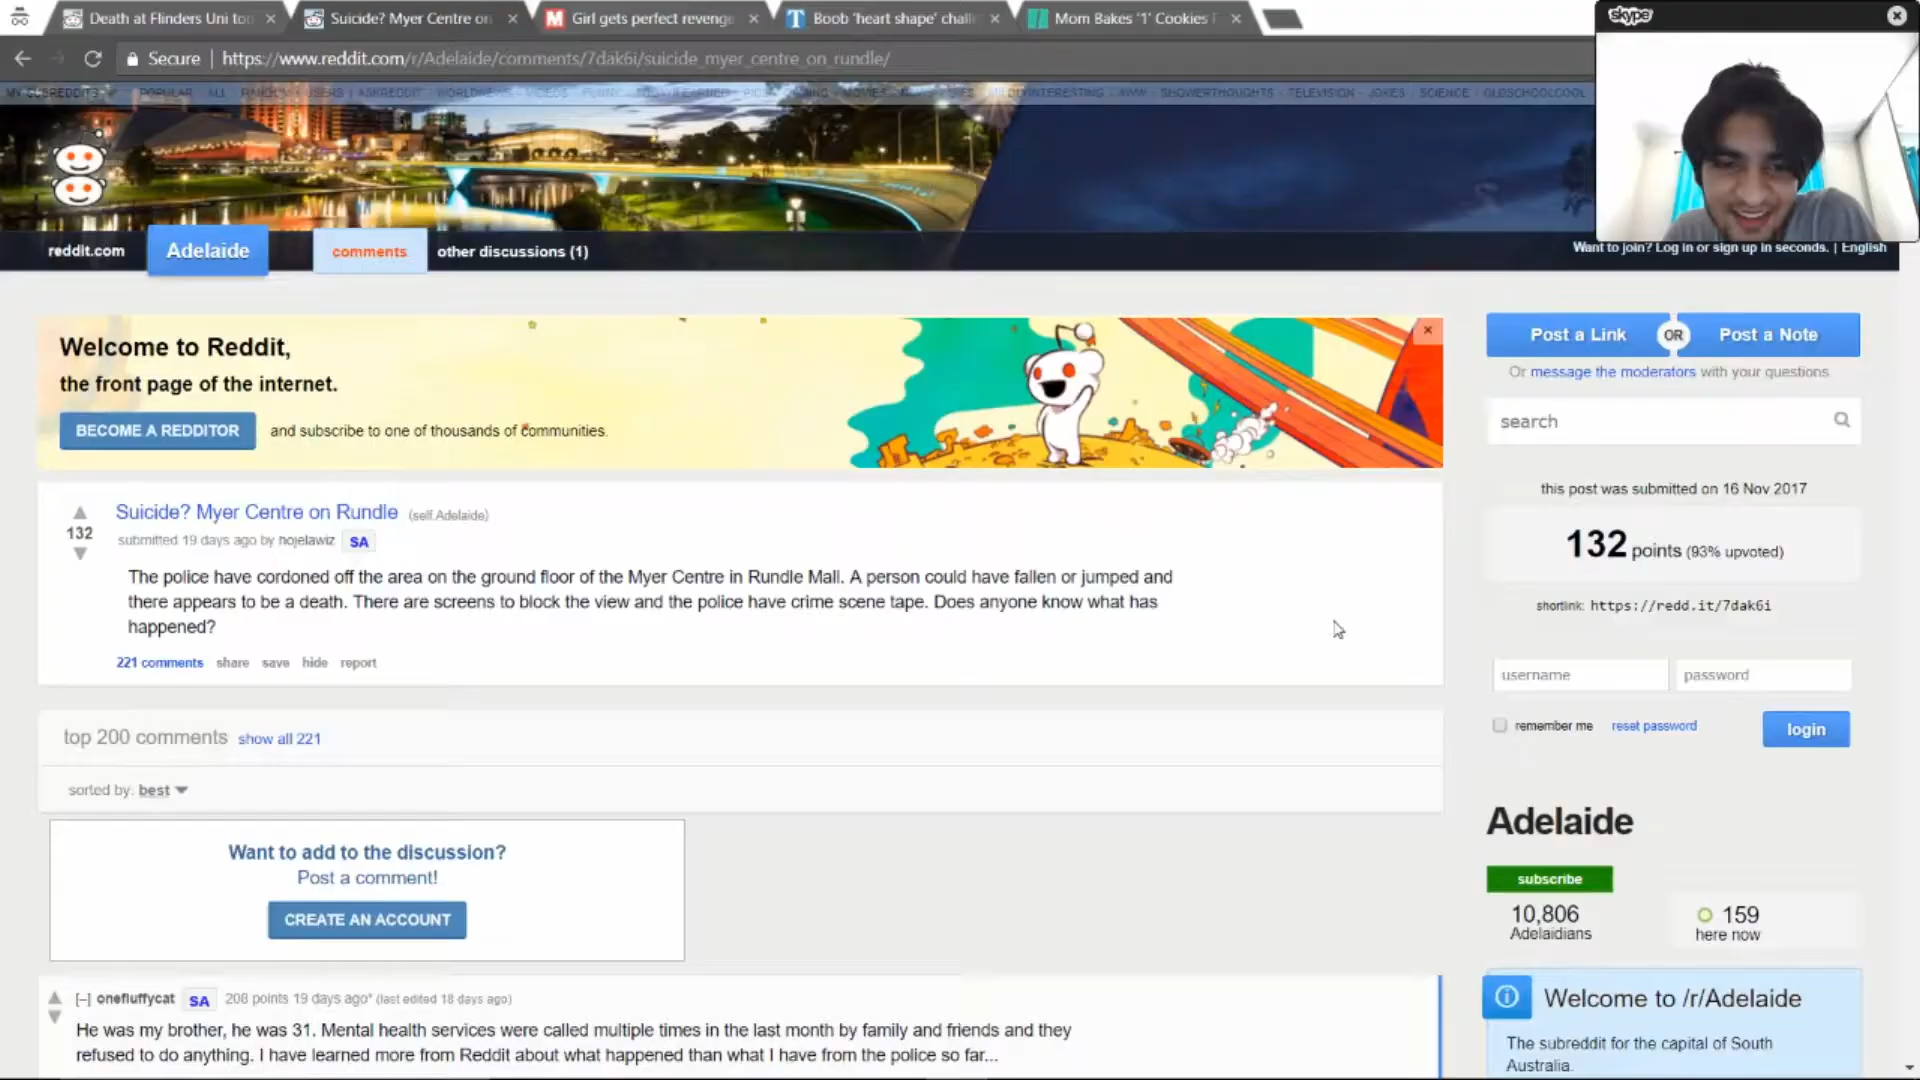 Death at Flinders Uni tod
Suicide? Myer Centre on
Girl gets perfect revenge
Boob 'heart shape' chall
Mom Bakes '1' Cookies F
skype
Secure https://www.reddit.com/r/Adelaide/comments/7dak6i/suicide_myer_centre_on_rundle/
reddit.com
Adelaide
comments
other discussions (1)
Want to join? Log in or sign up in seconds. | English
Welcome to Reddit,
the front page of the internet.
BECOME A REDDITOR
and subscribe to one of thousands of communities.
Post a Link
OR
Post a Note
Or message the moderators with your questions
search
this post was submitted on 16 Nov 2017
132 points (93% upvoted)
shortlink: https://redd.it/7dak6i
username
password
remember me reset password
login
132
Suicide? Myer Centre on Rundle (self.Adelaide)
submitted 19 days ago by hojelawiz SA
The police have cordoned off the area on the ground floor of the Myer Centre in Rundle Mall. A person could have fallen or jumped and
there appears to be a death. There are screens to block the view and the police have crime scene tape. Does anyone know what has
happened?
221 comments share save hide report
top 200 comments show all 221
sorted by: best
Want to add to the discussion?
Post a comment!
CREATE AN ACCOUNT
Adelaide
subscribe
10,806
Adelaidians
159
here now
Welcome to /r/Adelaide
The subreddit for the capital of South
Australia.
[–] onefluffycat SA 208 points 19 days ago* (last edited 18 days ago)
He was my brother, he was 31. Mental health services were called multiple times in the last month by family and friends and they
refused to do anything. I have learned more from Reddit about what happened than what I have from the police so far...